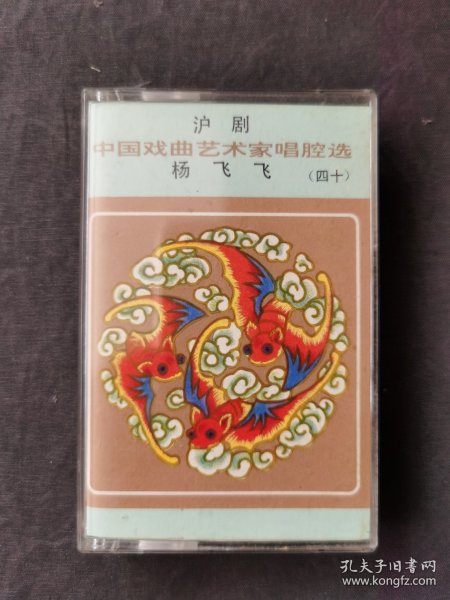 沪剧
中国戏曲艺术家唱腔选
杨飞飞 (四十)
孔夫子旧书网
www.kongfz.com